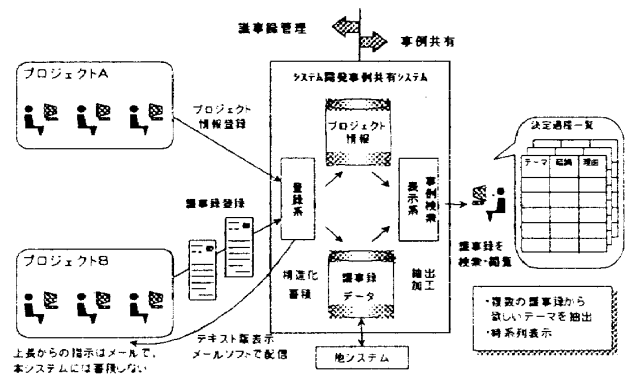 議事録管理
事例共有
システム開発事例共有システム
プロジェクトA
プロジェクト
情報登録
プロジェクト
情報
登録系
表示系
事例検索
議事録登録
プロジェクトB
構造化
蓄積
議事録
データ
抽出
加工
決定過程一覧
テーマ
結論
理由
議事録を
検索・閲覧
・複数の議事録から
欲しいテーマを抽出
・時系列表示
上長からの指示はメールで、
本システムには蓄積しない
テキスト版表示
メールソフトで配信
他システム